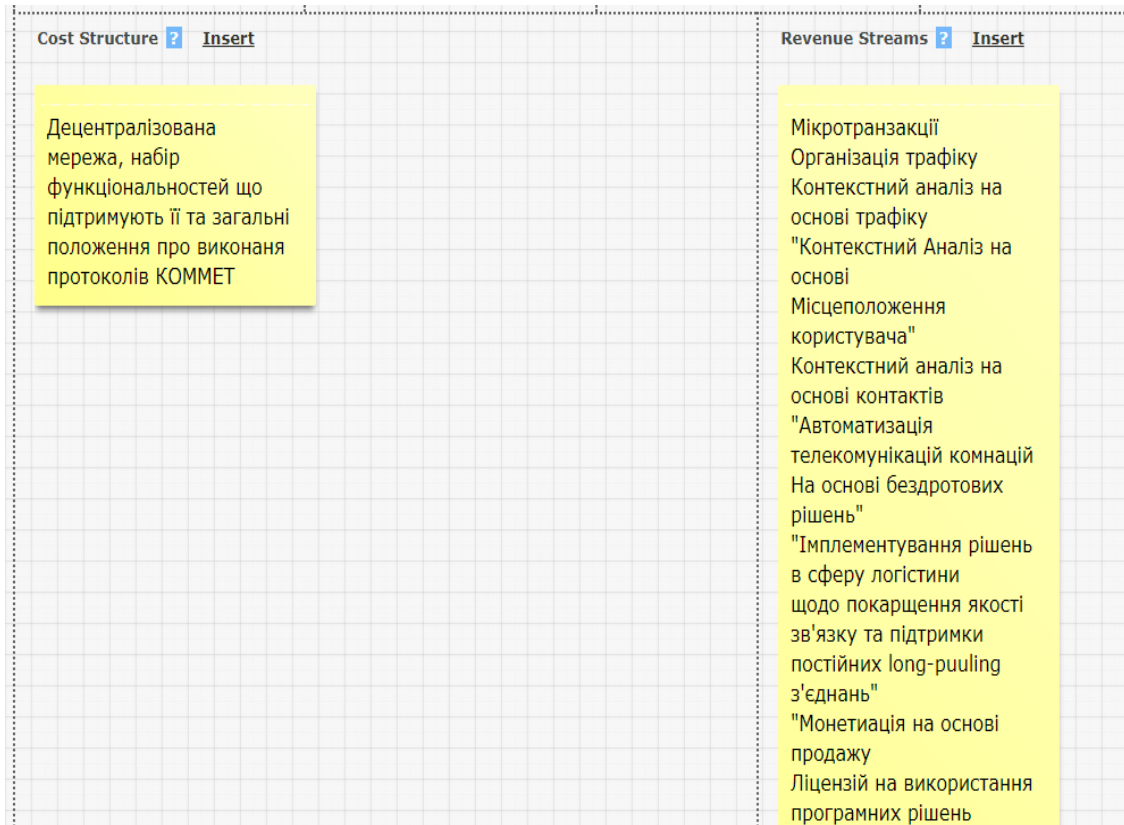 Cost Structure ? Insert
Децентралізована
мережа, набір
функціональностей що
підтримують її та загальні
положення про виконаня
протоколів КОММЕТ
Revenue Streams ? Insert
Мікротранзакції
Організація трафіку
Контекстний аналіз на
основі трафіку
"Контекстний Аналіз на
основі
Місцеположення
користувача"
Контекстний аналіз на
основі контактів
"Автоматизація
телекомунікацій комнацій
На основі бездротових
рішень"
"Імплементування рішень
в сферу логістини
щодо покарщення якості
зв'язку та підтримки
постійних long-puuling
з'єднань"
"Монетиація на основі
продажу
Ліцензій на використання
програмних рішень